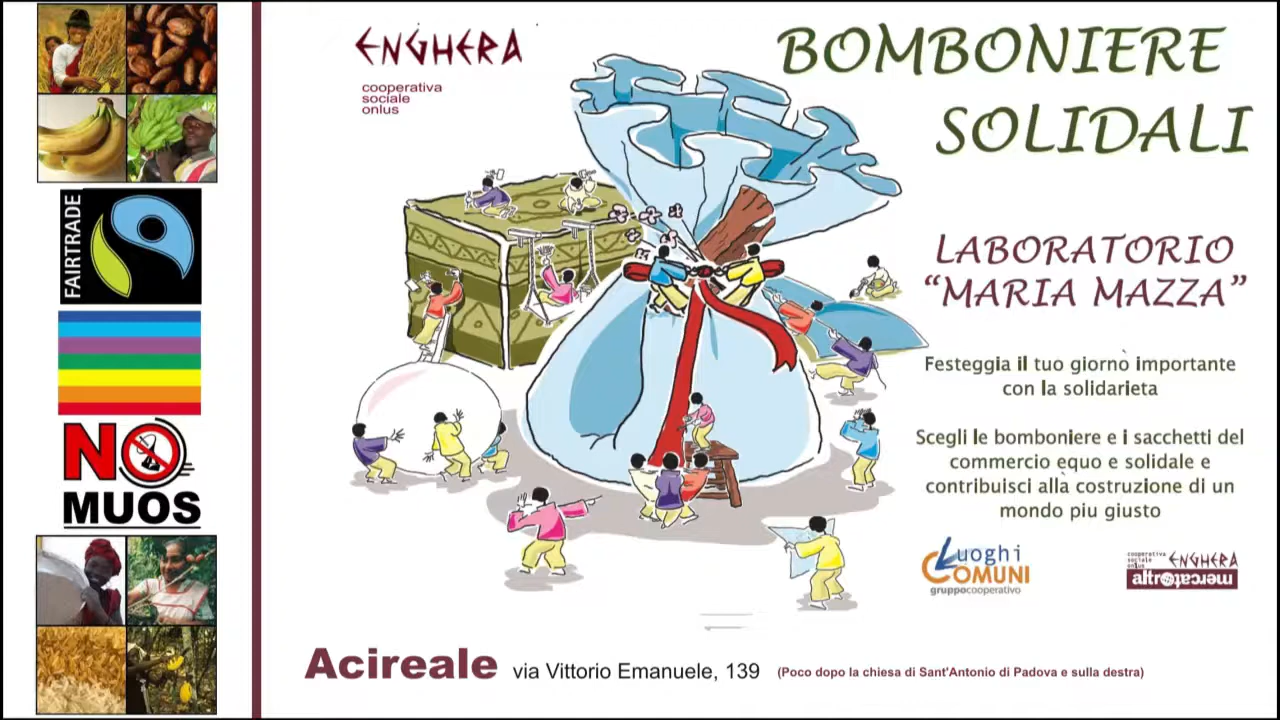 ENGHERA
cooperativa
sociale
onlus
BOMBONIERE
SOLIDALI
LABORATORIO
“MARIA MAZZA”
Festeggia il tuo giorno importante
con la solidarieta
Scegli le bomboniere e i sacchetti del
commercio equo e solidale e
contribuisci alla costruzione di un
mondo piu giusto
Luoghi
COMUNI
gruppocooperativo
cooperativa
sociale
onlus
ENGHERA
altromercato
FAIRTRADE
NO
MUOS
Acireale via Vittorio Emanuele, 139 (Poco dopo la chiesa di Sant'Antonio di Padova e sulla destra)